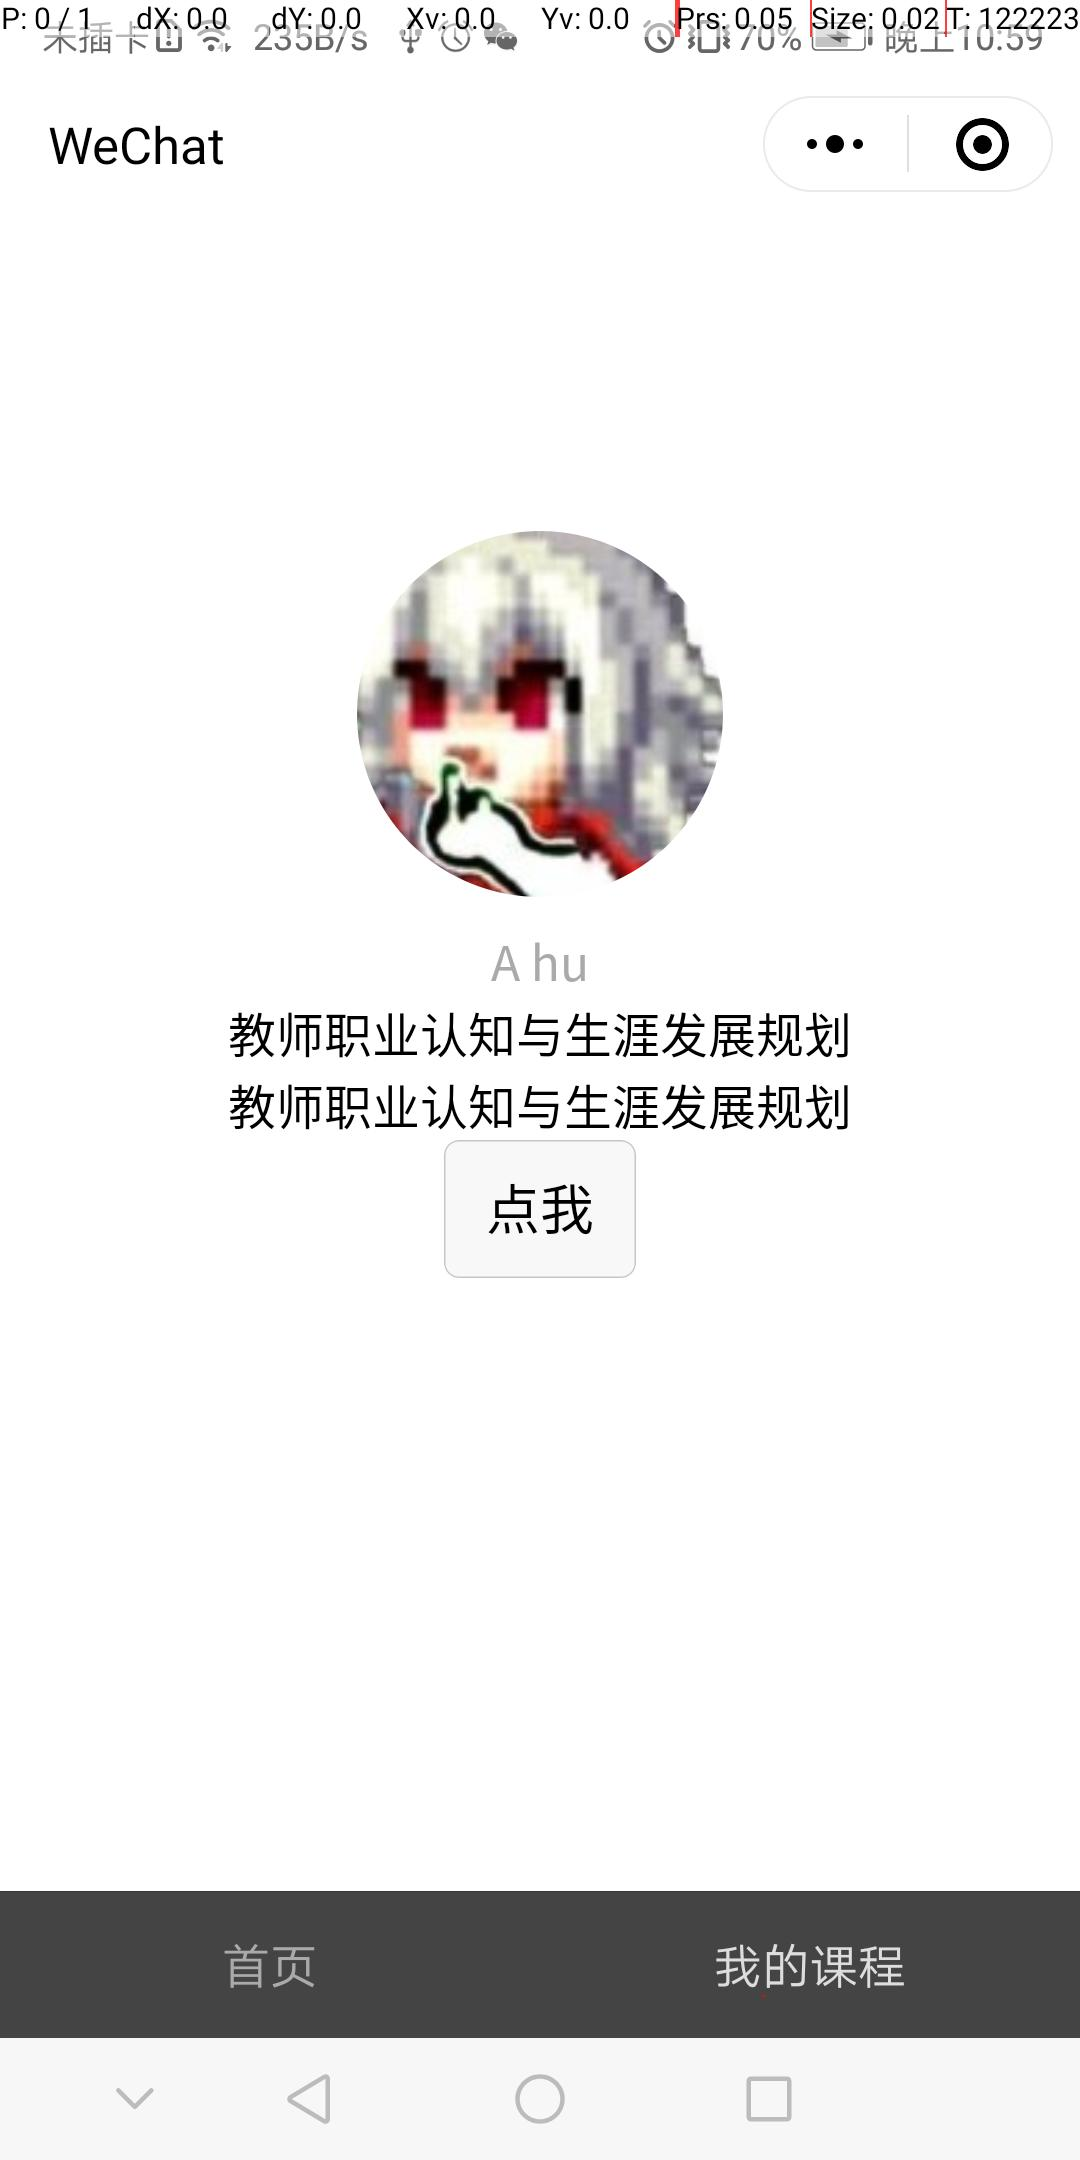 P: 0 / 1 dX: 0.0 dY: 0.0 Xv: 0.0 Yv: 0.0 Prs: 0.05 Size: 0.02 T: 122223
未插卡 235B/s 70% 晚上10:59
WeChat
A hu
教师职业认知与生涯发展规划
教师职业认知与生涯发展规划
点我
首页 我的课程